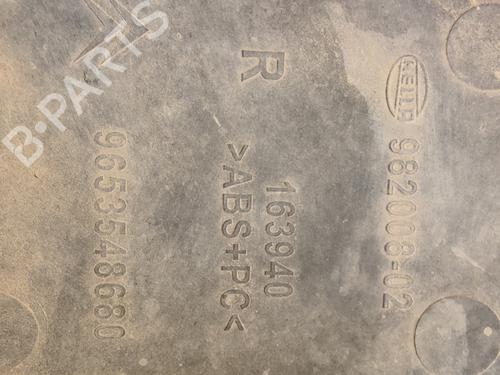 HELLA
982008-02
R
163940
>ABS+PC<
9653548680
B-PARTS